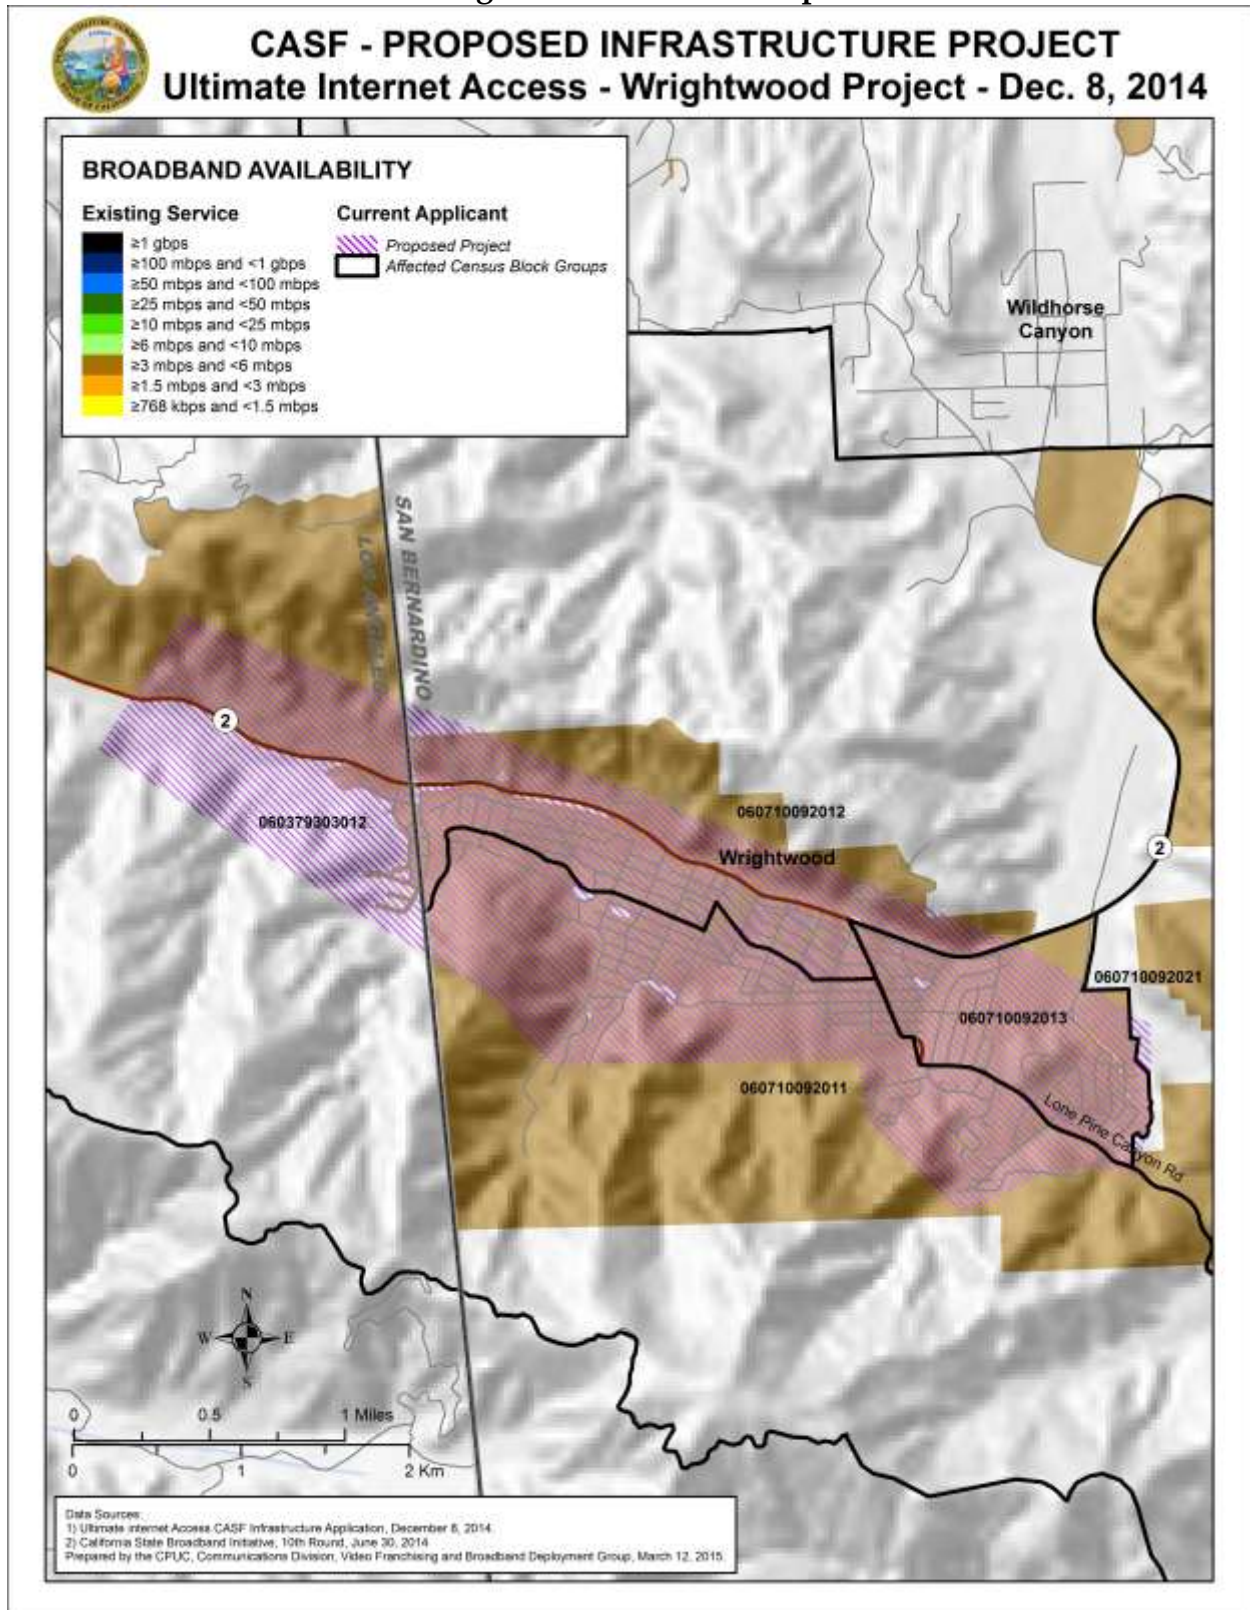 CASF - PROPOSED INFRASTRUCTURE PROJECT
Ultimate Internet Access - Wrightwood Project - Dec. 8, 2014
BROADBAND AVAILABILITY
Existing Service
≥1 gbps
≥100 mbps and <1 gbps
≥50 mbps and <100 mbps
≥25 mbps and <50 mbps
≥10 mbps and <25 mbps
≥6 mbps and <10 mbps
≥3 mbps and <6 mbps
≥1.5 mbps and <3 mbps
≥768 kbps and <1.5 mbps
Current Applicant
Proposed Project
Affected Census Block Groups
Wildhorse
Canyon
SAN BERNARDINO
LOS ANGELES
2
060379303012
060710092012
Wrightwood
2
060710092021
060710092013
060710092011
Lone Pine Canyon Rd
N
W E
S
0 0.5 1 Miles
0 1 2 Km
Data Sources:
1) Ultimate internet Access CASF Infrastructure Application, December 8, 2014.
2) California State Broadband Initiative, 10th Round, June 30, 2014
Prepared by the CPUC, Communications Division, Video Franchising and Broadband Deployment Group, March 12, 2015.